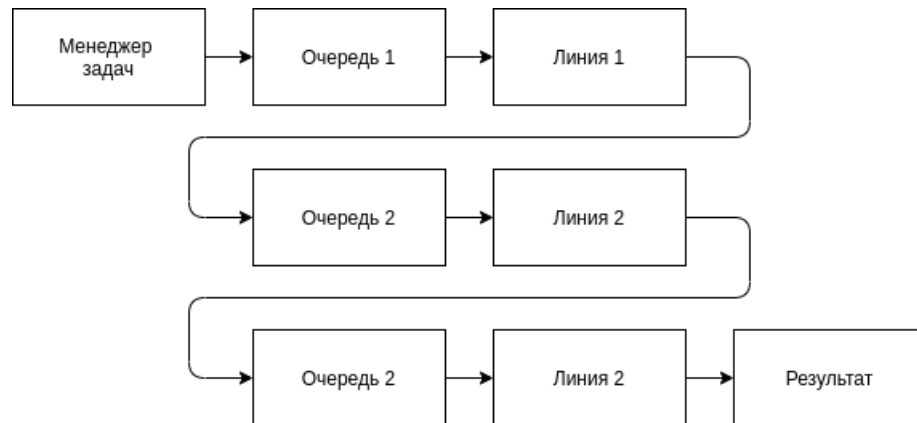 Менеджер
задач
Очередь 1
Линия 1
Очередь 2
Линия 2
Очередь 2
Линия 2
Результат